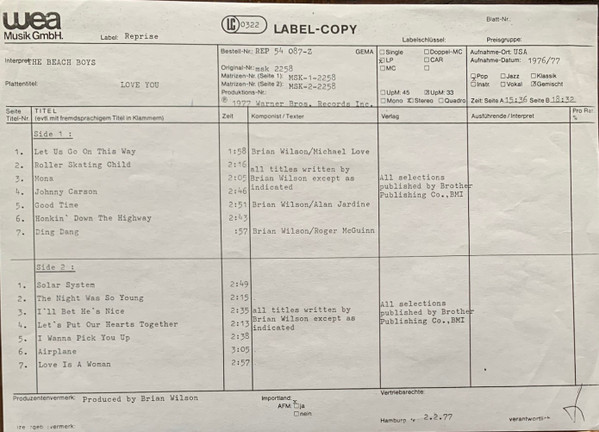 wea
Musik GmbH. Label: Reprise
LC 0322 LABEL-COPY
Blatt-Nr.
Labelschlüssel: Preisgruppe:
Interpret: THE BEACH BOYS
Plattentitel: LOVE YOU
Bestell-Nr: REP 54 087-Z GEMA
Original-Nr: msk 2258
Matrizen-Nr. (Seite 1) MSK-1-2258
Matrizen-Nr. (Seite 2) MSK-2-2258
Produktions-Nr.
℗ 1977 Warner Bros. Records Inc.
Single Doppel-MC
LP CAR
MC
UpM: 45 UpM: 33
Mono Stereo Quadro
Aufnahme-Ort: USA
Aufnahme-Datum: 1976/77
Pop Jazz Klassik
Instr. Vokal Gemischt
Zeit: Seite A 15:36 Seite B 18:32
Seite Titel-Nr. TITEL (evtl. mit fremdsprachigem Titel in Klammern) Zeit Komponist / Texter Verlag Ausführende / Interpret Pro Rat. %
Side 1 :
1. Let Us Go On This Way 1:58 Brian Wilson/Michael Love
2. Roller Skating Child 2:16
3. Mona 2:05
4. Johnny Carson 2:46
all titles written by
Brian Wilson except as
indicated
All selections
published by Brother
Publishing Co.,BMI
5. Good Time 2:51 Brian Wilson/Alan Jardine
6. Honkin' Down The Highway 2:43
7. Ding Dang :57 Brian Wilson/Roger McGuinn
Side 2 :
1. Solar System 2:49
2. The Night Was So Young 2:15
3. I'll Bet He's Nice 2:35
4. Let's Put Our Hearts Together 2:13
all titles written by
Brian Wilson except as
indicated
All selections
published by Brother
Publishing Co.,BMI
5. I Wanna Pick You Up 2:38
6. Airplane 3:05
7. Love Is A Woman 2:57
Produzentenvermerk: Produced by Brian Wilson
Importland:
AFM: ja
nein
Vertriebsrechte:
Hamburg 2.2.77 verantwortlich